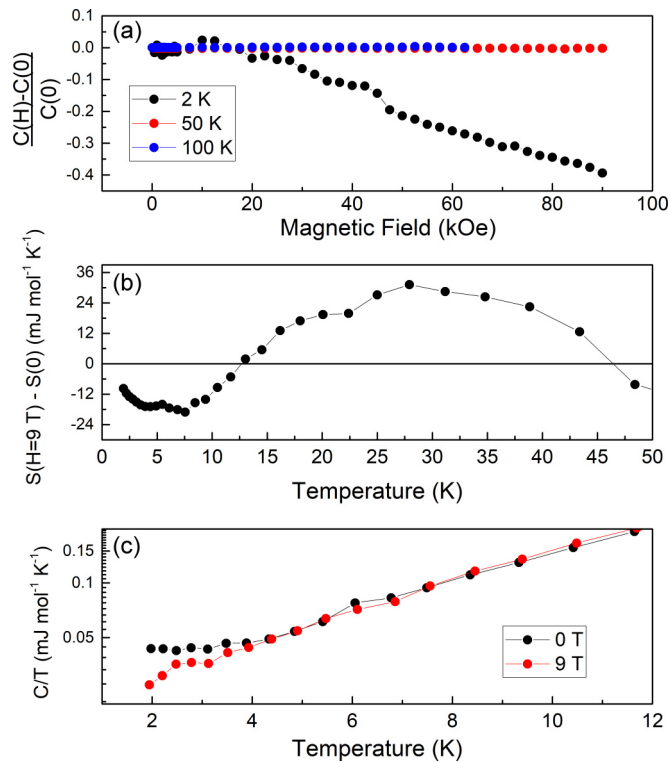 (a)
0.1
0.0
-0.1
-0.2
-0.3
-0.4
C(H)-C(0)
C(0)
2 K
50 K
100 K
0 20 40 60 80 100
Magnetic Field (kOe)
(b)
36
24
12
0
-12
-24
S(H=9 T) - S(0) (mJ mol⁻¹ K⁻¹)
0 5 10 15 20 25 30 35 40 45 50
Temperature (K)
(c)
0.15
0.1
0.05
C/T (mJ mol⁻¹ K⁻¹)
0 T
9 T
2 4 6 8 10 12
Temperature (K)